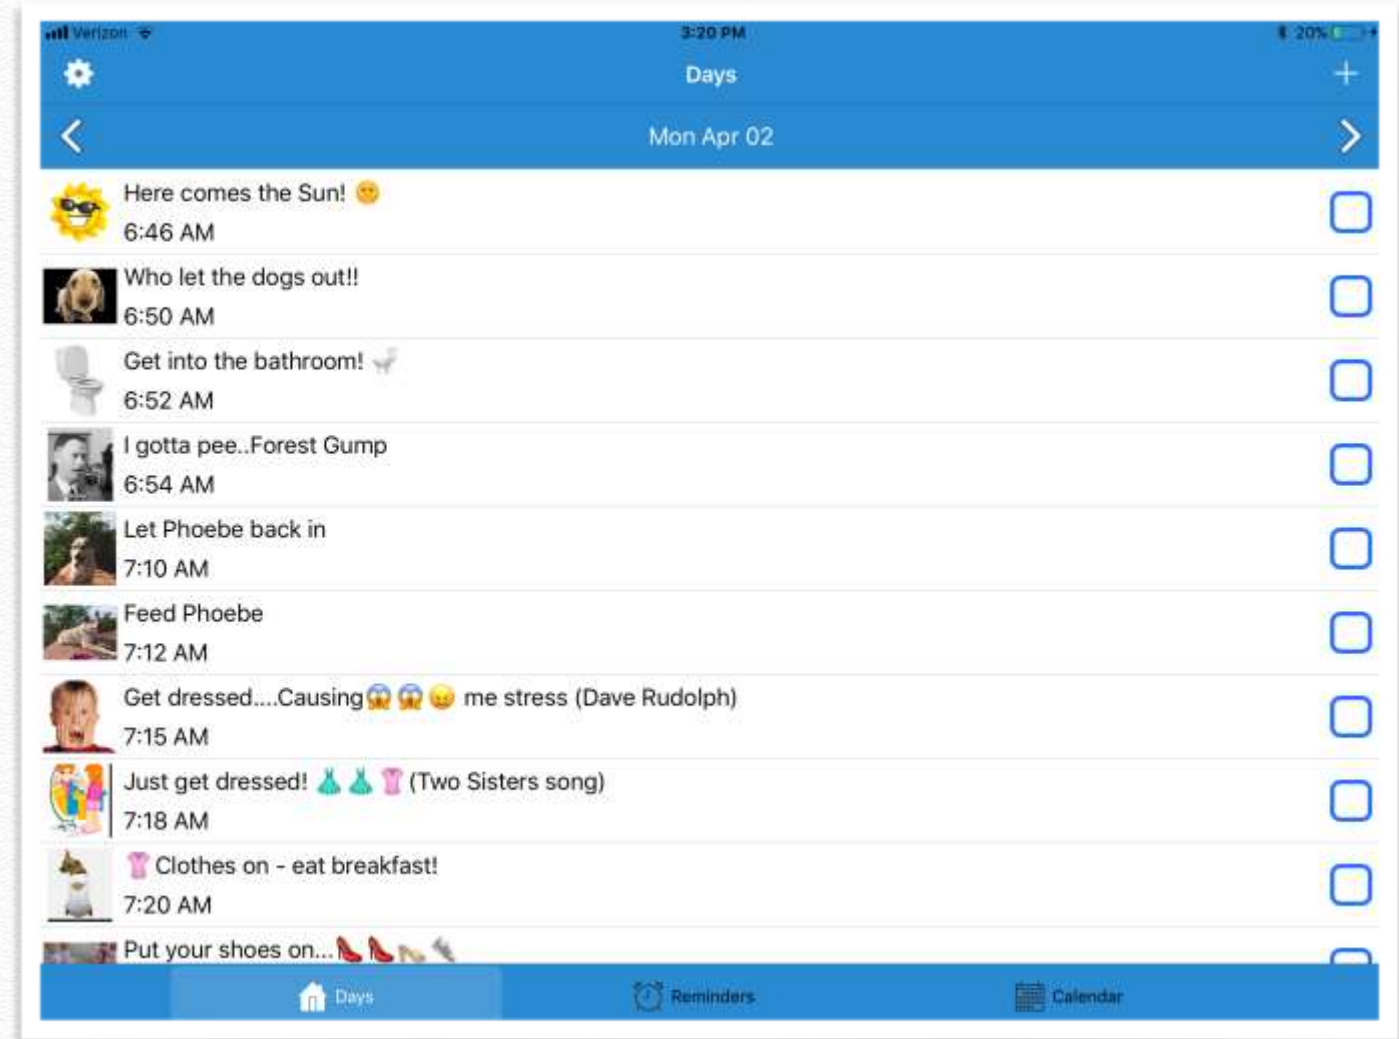 Verizon
3:20 PM
20%
Days
Mon Apr 02
Here comes the Sun! 🌞
6:46 AM
Who let the dogs out!!
6:50 AM
Get into the bathroom! 🚽
6:52 AM
I gotta pee..Forest Gump
6:54 AM
Let Phoebe back in
7:10 AM
Feed Phoebe
7:12 AM
Get dressed....Causing😱 😱 😖 me stress (Dave Rudolph)
7:15 AM
Just get dressed! 👗 👗 👚 (Two Sisters song)
7:18 AM
👚 Clothes on - eat breakfast!
7:20 AM
Put your shoes on...👠 👠 👡 👟
Days
Reminders
Calendar